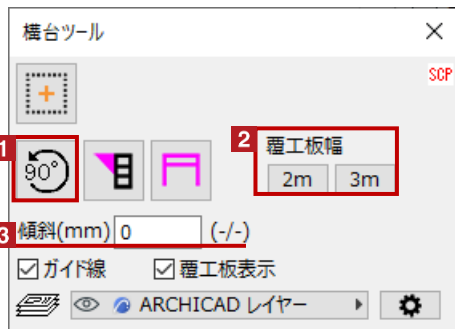 構台ツール
SCP
1
90°
2 覆工板幅
2m 3m
3 傾斜(mm) 0 (-/-)
ガイド線 覆工板表示
ARCHICAD レイヤー